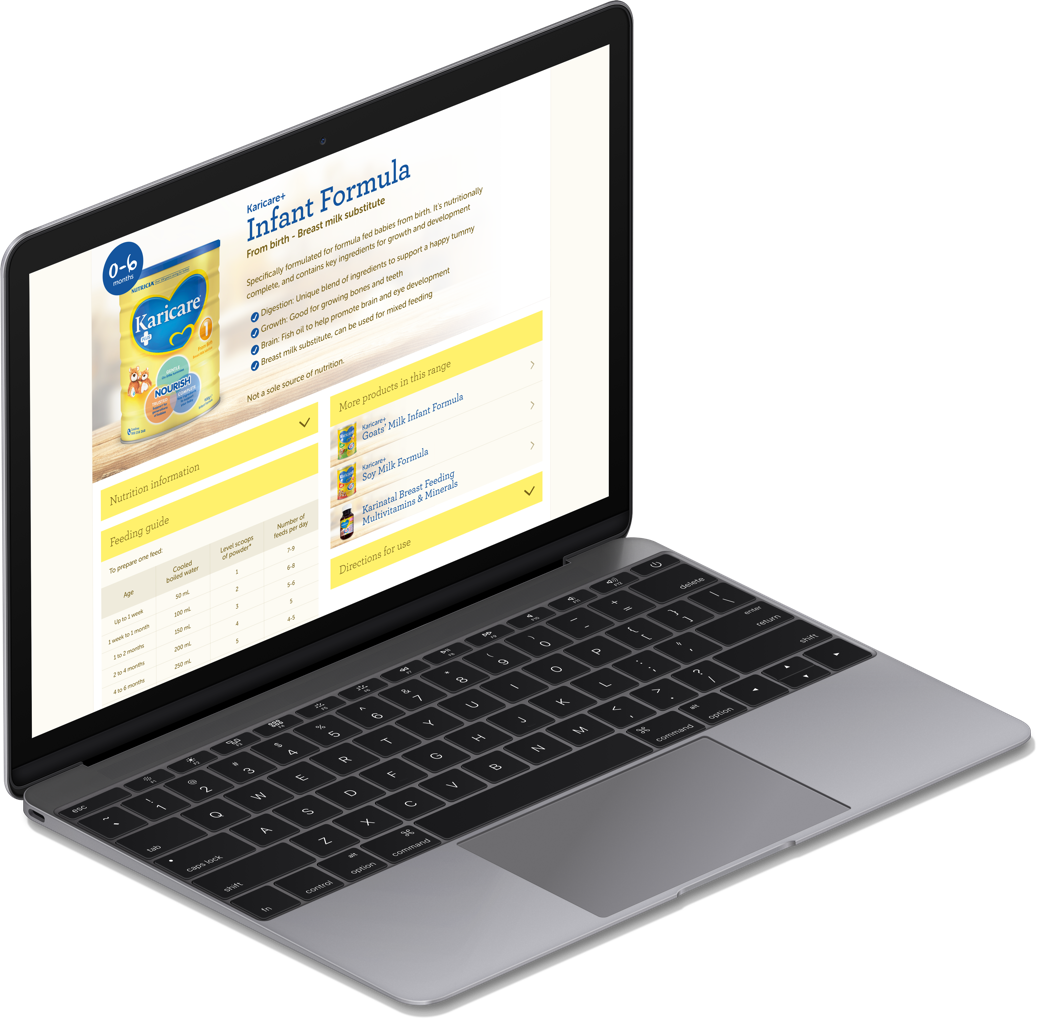 Karicare+
Infant Formula
From birth - Breast milk substitute
Specifically formulated for formula fed babies from birth. It's nutritionally
complete, and contains key ingredients for growth and development
Digestion: Unique blend of ingredients to support a happy tummy
Growth: Good for growing bones and teeth
Brain: Fish oil to help promote brain and eye development
Breast milk substitute, can be used for mixed feeding
Not a sole source of nutrition.
0-6
months
NUTRICIA
Karicare
1
NOURISH
Nutrition information
Feeding guide
To prepare one feed:
Age
Cooled
boiled water
Level scoops
of powder*
Number of
feeds per day
Up to 1 week 50 mL 1 7-9
1 week to 1 month 100 mL 2 6-8
1 to 2 months 150 mL 3 5-6
2 to 4 months 200 mL 4 5
4 to 6 months 250 mL 5 4-5
More products in this range
Karicare+
Goats' Milk Infant Formula
Karicare+
Soy Milk Formula
Karinatal Breast Feeding
Multivitamins & Minerals
Directions for use
esc
~ ! 1 @ 2 # 3 $ 4 % 5 ^ 6 & 7 * 8 ( 9 ) 0 - + = delete
tab Q W E R T Y U I O P { [ } ] | \
caps lock A S D F G H J K L : ; " ' enter return
shift Z X C V B N M < , > . ? / shift
fn control alt option ⌘ command ⌘ command alt option